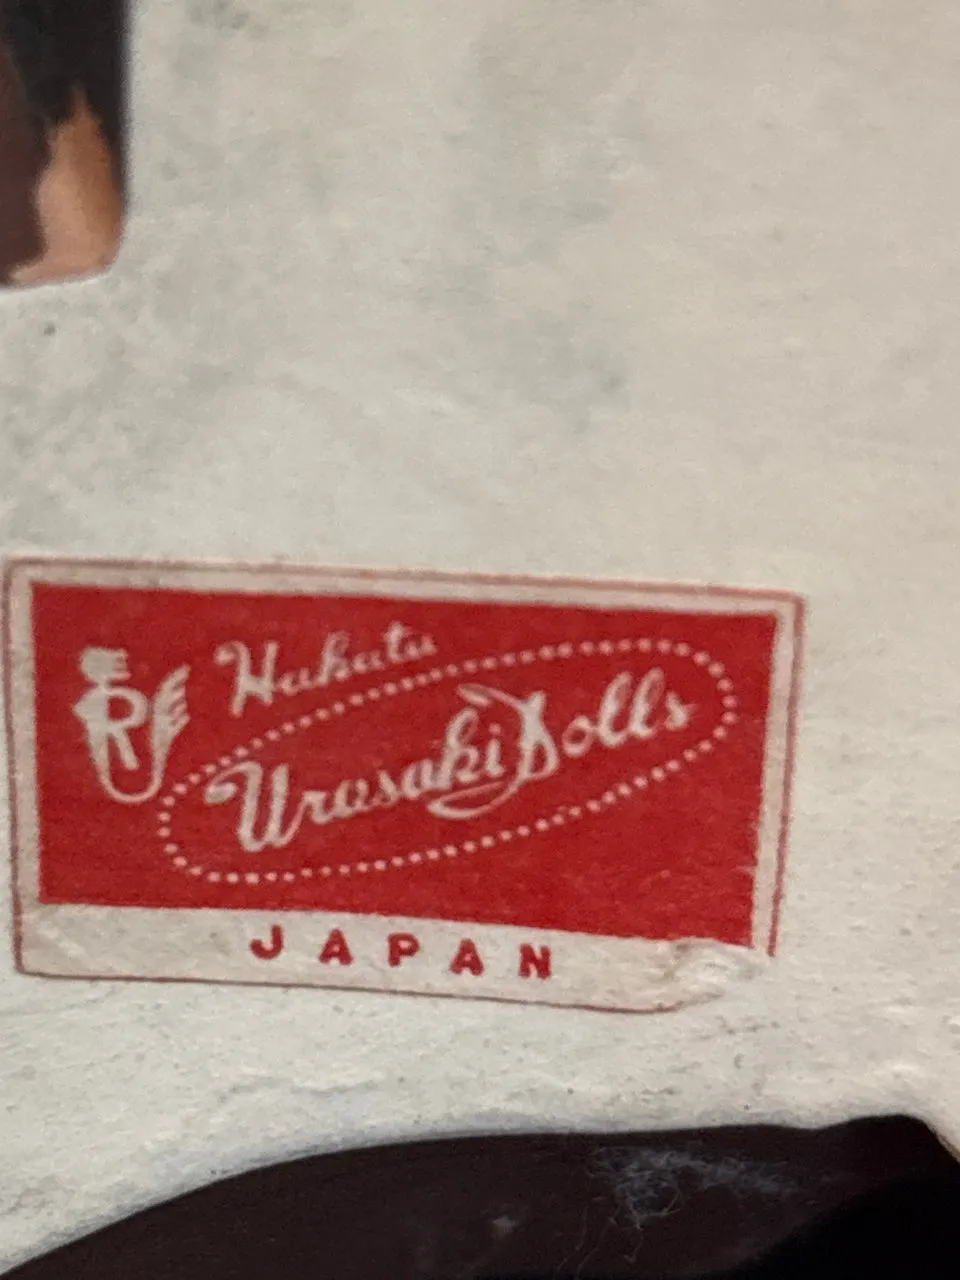 Hakata
R
Urasaki Dolls
JAPAN